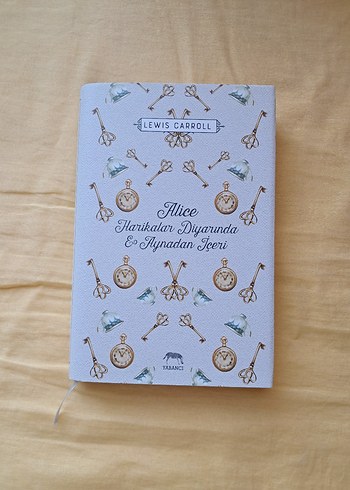 LEWIS CARROLL
Alice
Harikalar Diyarında
& Aynadan İçeri
YABANCI